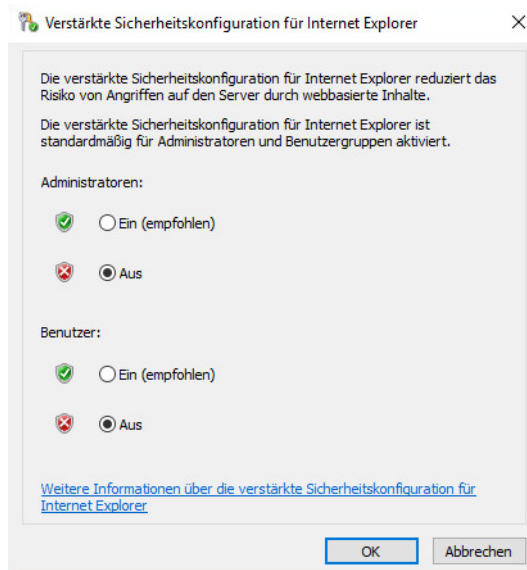 Verstärkte Sicherheitskonfiguration für Internet Explorer
Die verstärkte Sicherheitskonfiguration für Internet Explorer reduziert das
Risiko von Angriffen auf den Server durch webbasierte Inhalte.
Die verstärkte Sicherheitskonfiguration für Internet Explorer ist
standardmäßig für Administratoren und Benutzergruppen aktiviert.
Administratoren:
Ein (empfohlen)
Aus
Benutzer:
Ein (empfohlen)
Aus
Weitere Informationen über die verstärkte Sicherheitskonfiguration für
Internet Explorer
OK Abbrechen